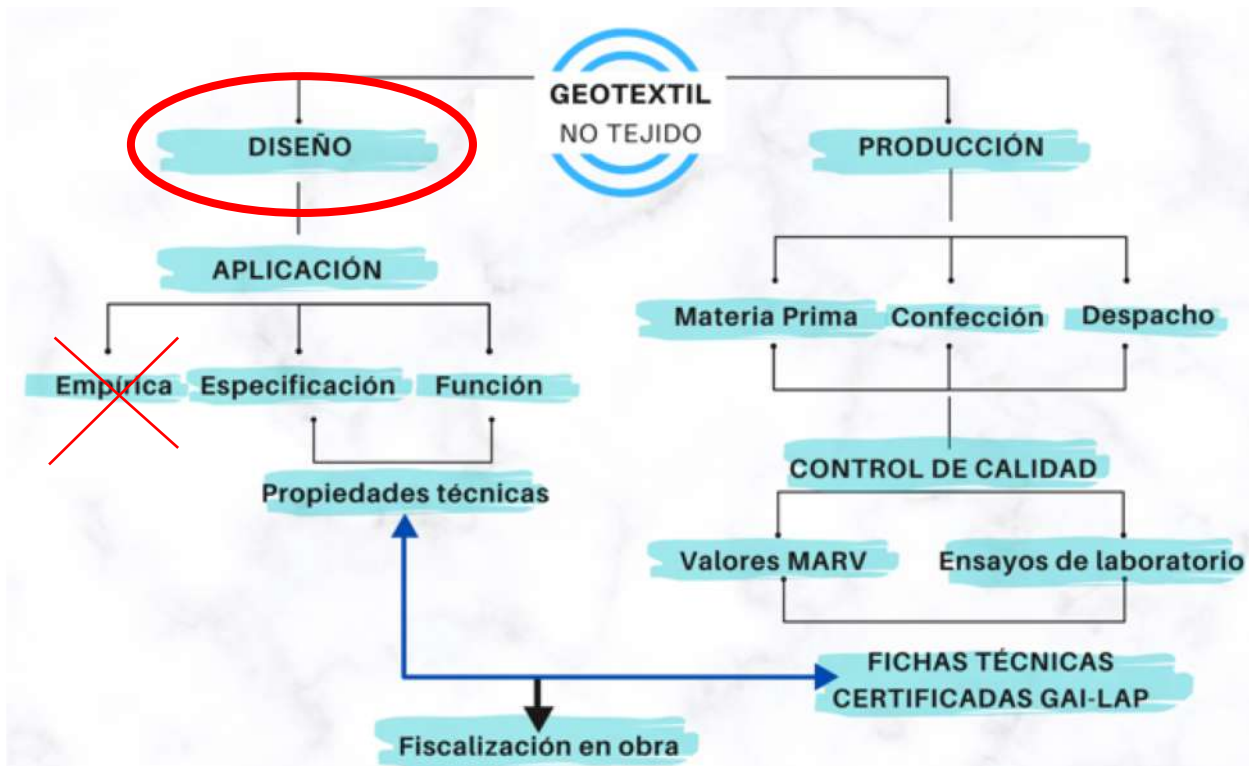 GEOTEXTIL
NO TEJIDO
DISEÑO
PRODUCCIÓN
APLICACIÓN
Materia Prima
Confección
Despacho
Empírica
Especificación
Función
CONTROL DE CALIDAD
Propiedades técnicas
Valores MARV
Ensayos de laboratorio
FICHAS TÉCNICAS
CERTIFICADAS GAI-LAP
Fiscalización en obra